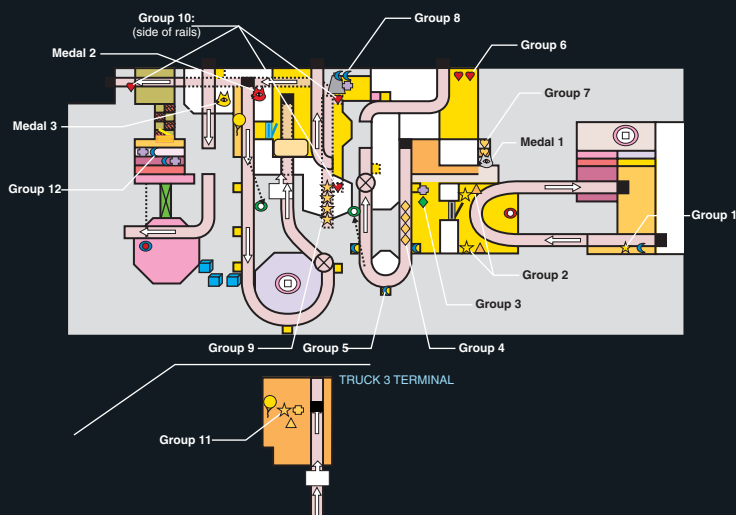 Group 10:
(side of rails)
Group 8
Medal 2
Group 6
Group 7
Medal 3
Medal 1
Group 12
Group 1
Group 2
Group 3
Group 9
Group 5
Group 4
TRUCK 3 TERMINAL
Group 11